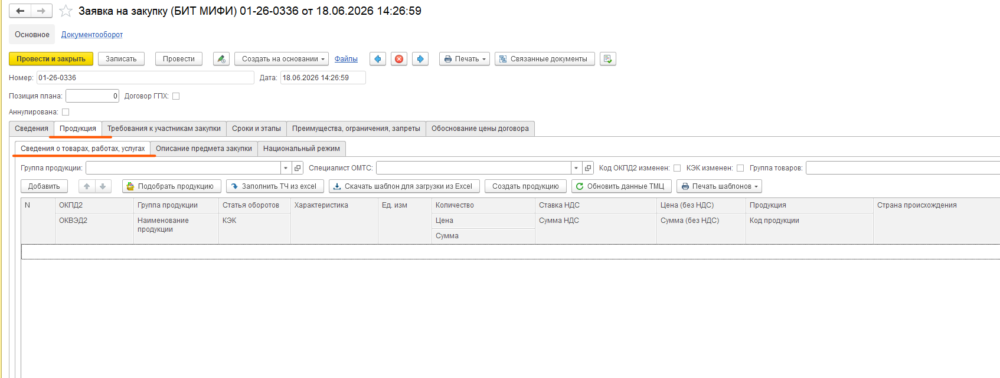 Заявка на закупку (БИТ МИФИ) 01-26-0336 от 18.06.2026 14:26:59
Основное Документооборот
Провести и закрыть Записать Провести Создать на основании Файлы Печать Связанные документы
Номер: 01-26-0336 Дата: 18.06.2026 14:26:59
Позиция плана: 0 Договор ГПХ:
Аннулирована:
Сведения Продукция Требования к участникам закупки Сроки и этапы Преимущества, ограничения, запреты Обоснование цены договора
Сведения о товарах, работах, услугах Описание предмета закупки Национальный режим
Группа продукции: Специалист ОМТС: Код ОКПД2 изменен: КЭК изменен: Группа товаров:
Добавить Подобрать продукцию Заполнить ТЧ из excel Скачать шаблон для загрузки из Excel Создать продукцию Обновить данные ТМЦ Печать шаблонов
N ОКПД2 Группа продукции Статья оборотов Характеристика Ед. изм Количество Ставка НДС Цена (без НДС) Продукция Страна происхождения
ОКВЭД2 Наименование КЭК Цена Сумма НДС Сумма (без НДС) Код продукции
продукции
Сумма